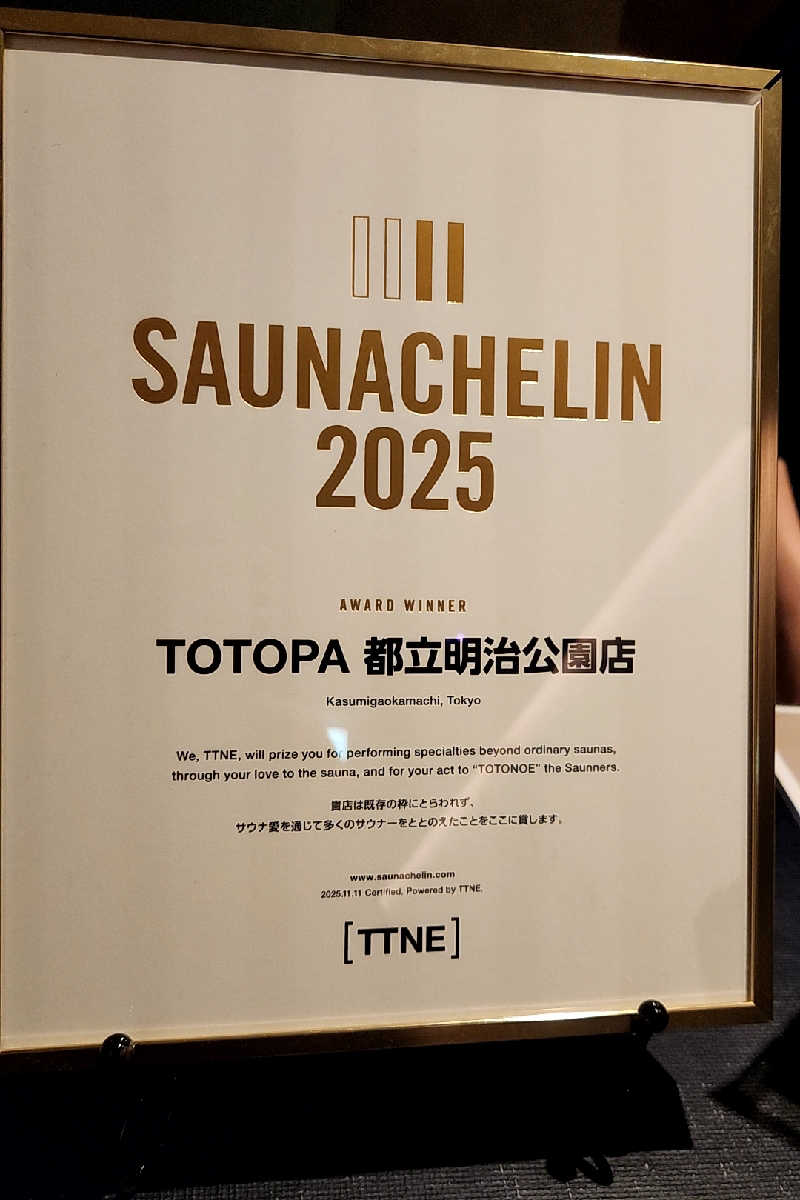 SAUNACHELIN
2025
AWARD WINNER
TOTOPA 都立明治公園店
Kasumigaokamachi, Tokyo
We, TTNE, will prize you for performing specialties beyond ordinary saunas,
through your love to the sauna, and for your act to "TOTONOE" the Saunners.
貴店は既存の枠にとらわれず、
サウナ愛を通じて多くのサウナーをととのえたことをここに賞します。
www.saunachelin.com
2025.11.11 Certified, Powered by TTNE.
[TTNE]